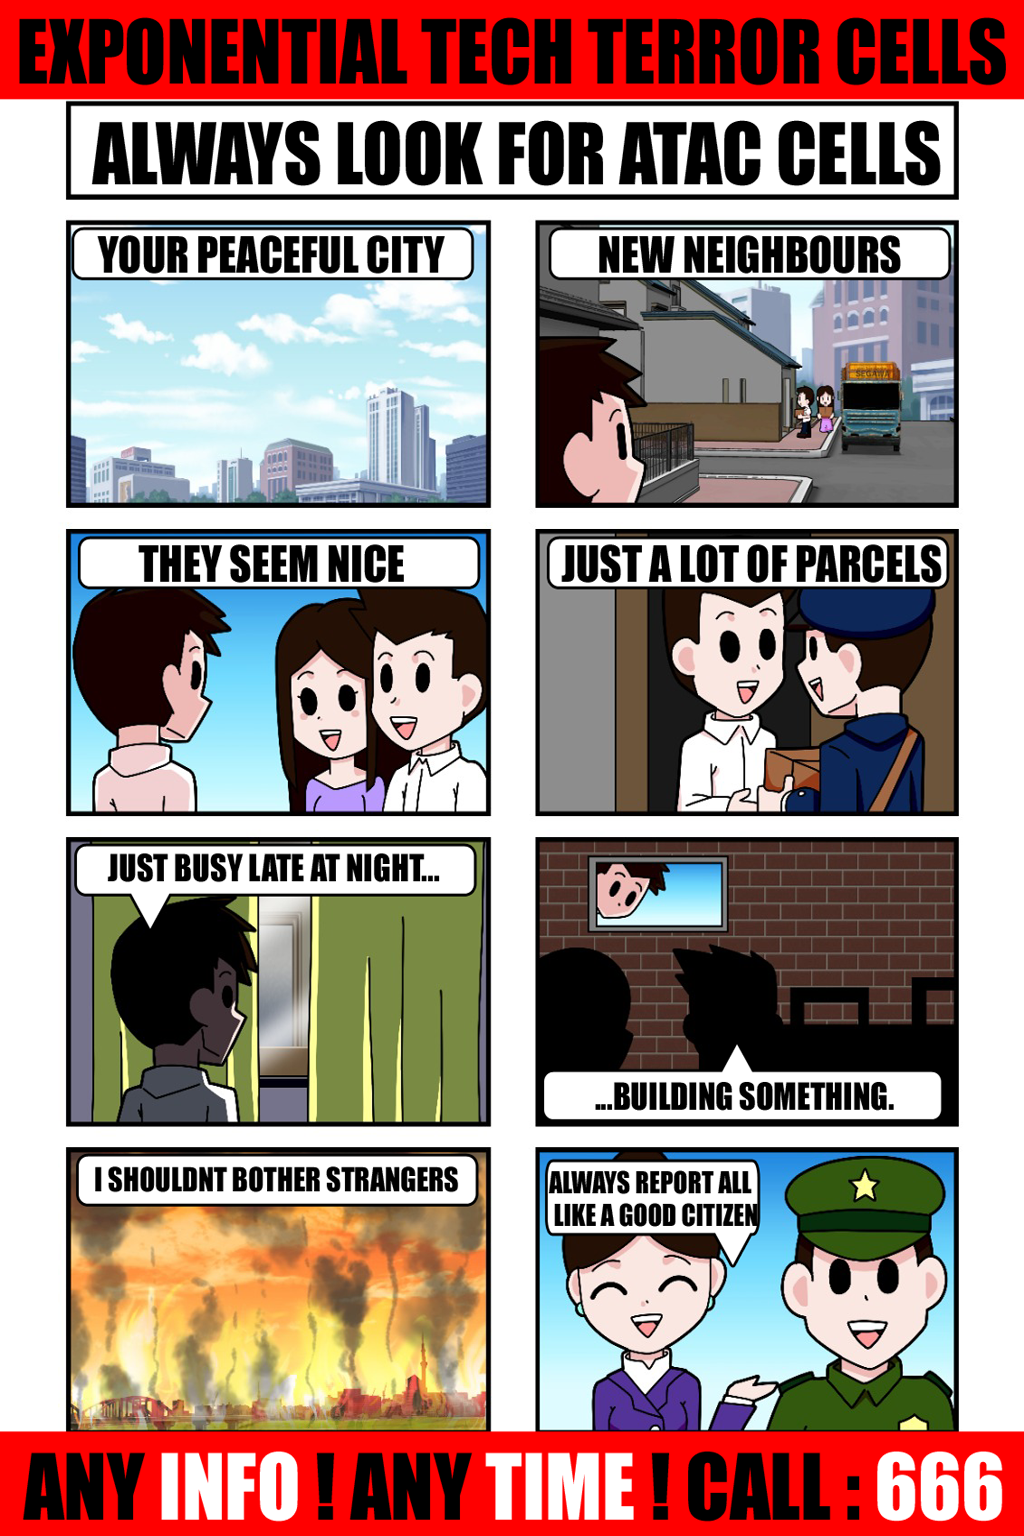 EXPONENTIAL TECH TERROR CELLS
ALWAYS LOOK FOR ATAC CELLS
YOUR PEACEFUL CITY
NEW NEIGHBOURS
THEY SEEM NICE
JUST A LOT OF PARCELS
JUST BUSY LATE AT NIGHT...
...BUILDING SOMETHING.
I SHOULDNT BOTHER STRANGERS
ALWAYS REPORT ALL
LIKE A GOOD CITIZEN
ANY INFO ! ANY TIME ! CALL : 666